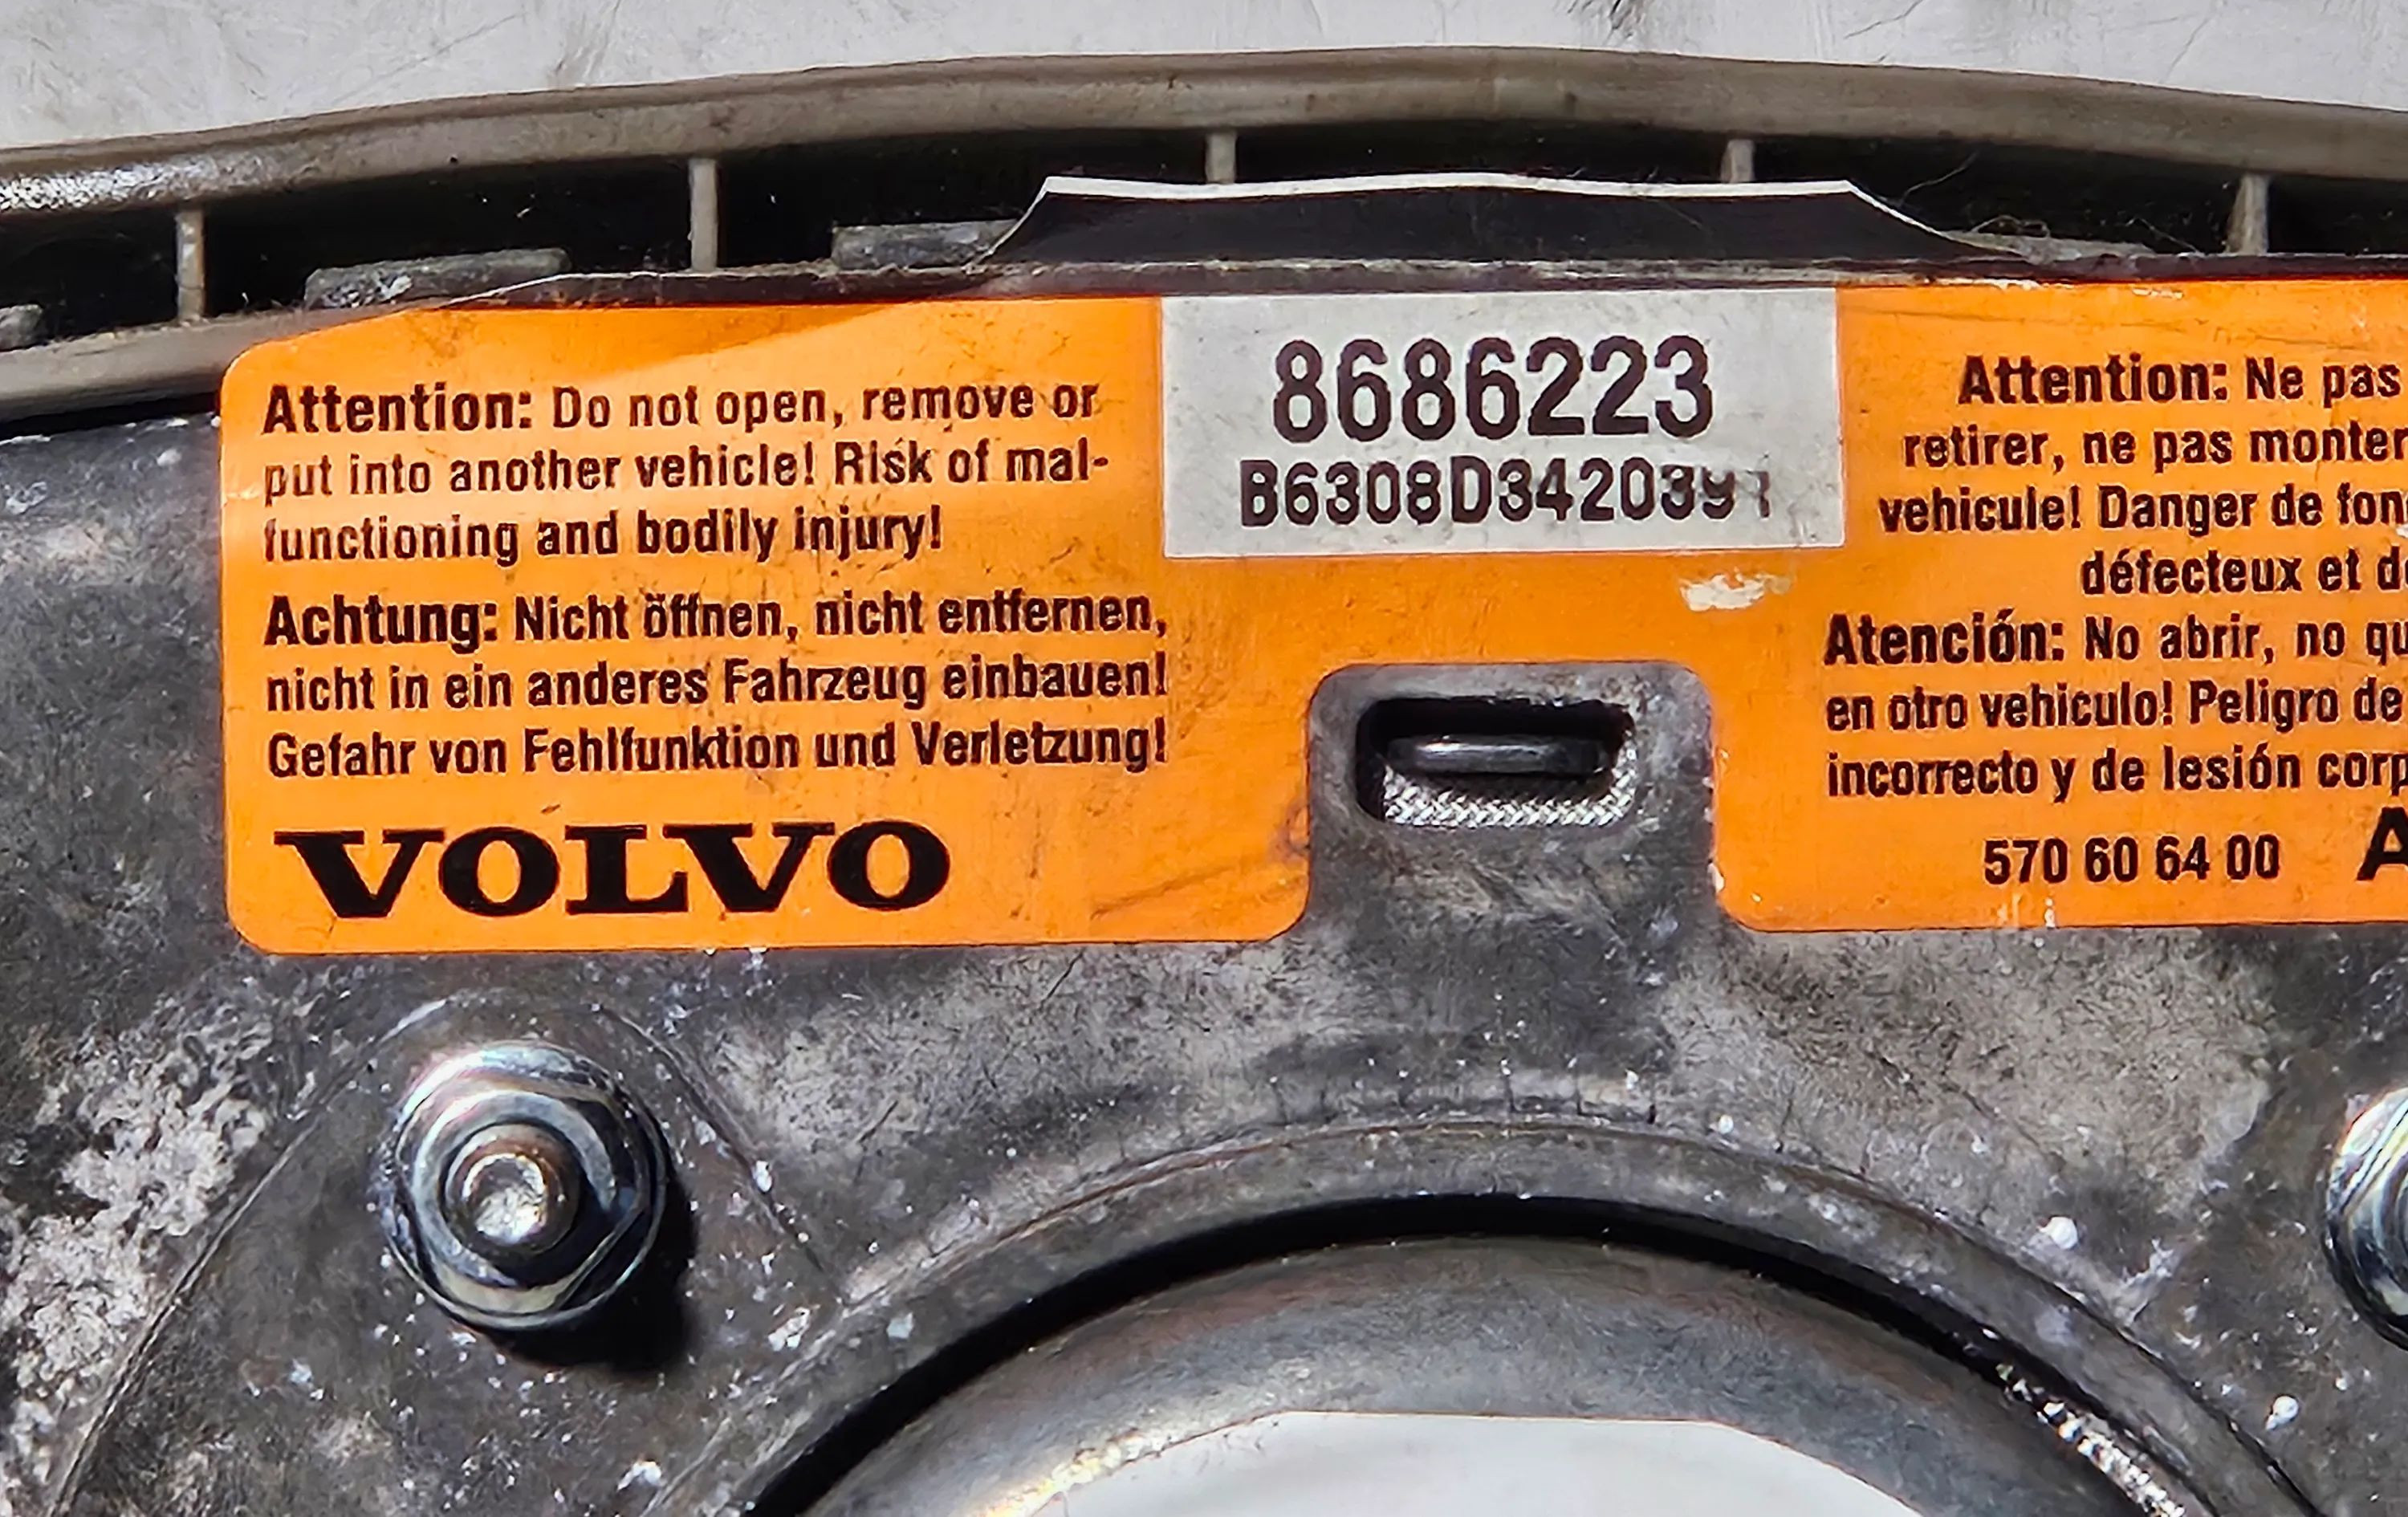 Attention: Do not open, remove or
put into another vehicle! Risk of mal-
functioning and bodily injury!
Achtung: Nicht öffnen, nicht entfernen,
nicht in ein anderes Fahrzeug einbauen!
Gefahr von Fehlfunktion und Verletzung!
VOLVO
8686223
Attention: Ne pas
retirer, ne pas monter
vehicule! Danger de
défecteux et
Atención: No abrir, no
en otro vehiculo! Peligro de
incorrecto y de lesión
570 60 64 00